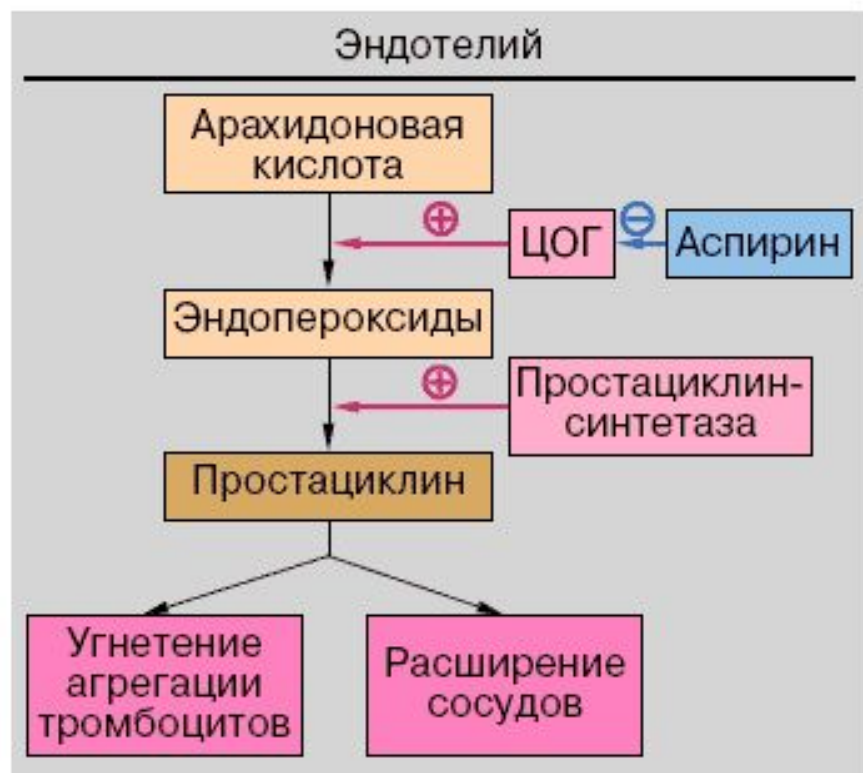 Эндотелий
Арахидоновая
кислота
⊕
ЦОГ
⊖
Аспирин
Эндопероксиды
⊕
Простациклин-
синтетаза
Простациклин
Угнетение
агрегации
тромбоцитов
Расширение
сосудов